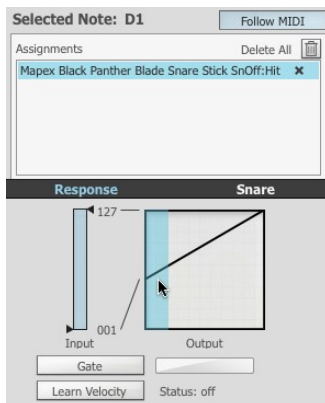 Selected Note: D1 Follow MIDI
Assignments Delete All
Mapex Black Panther Blade Snare Stick SnOff:Hit ×
Response Snare
127
001
Input Output
Gate
Learn Velocity Status: off